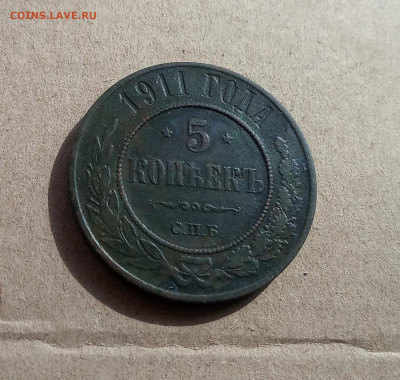 COINS.LAVE.RU
1911 ГОДА
* 5 *
КОПѢЕКЪ
С.П.Б.